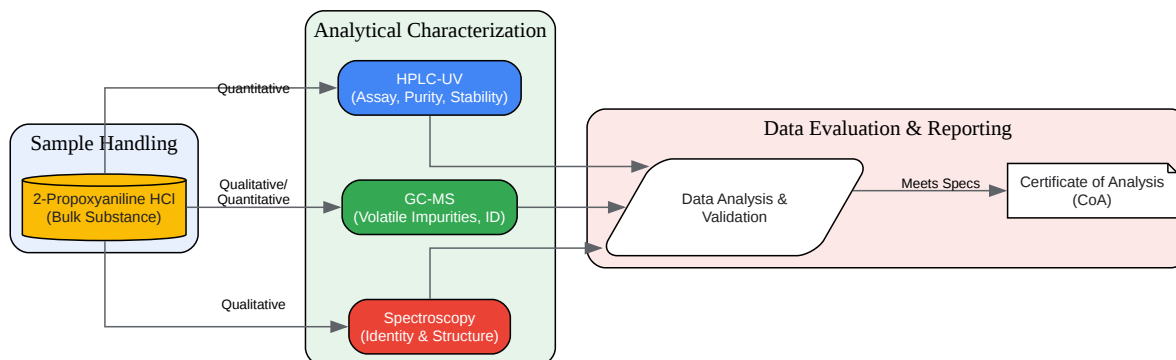 Analytical Characterization
HPLC-UV
(Assay, Purity, Stability)
Quantitative
Sample Handling
2-Propoxyaniline HCl
(Bulk Substance)
Qualitative/
Quantitative
GC-MS
(Volatile Impurities, ID)
Qualitative
Spectroscopy
(Identity & Structure)
Data Evaluation & Reporting
Data Analysis &
Validation
Meets Specs
Certificate of Analysis
(CoA)